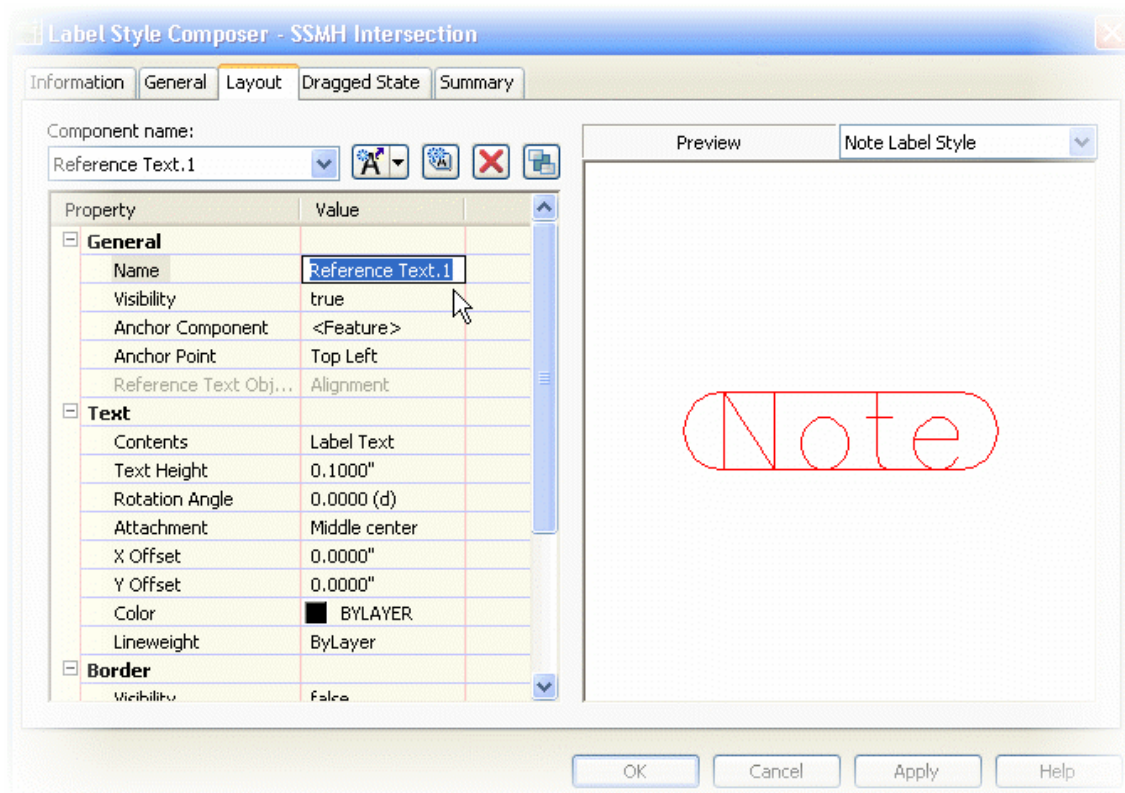 Label Style Composer - SSMH Intersection
Information General Layout Dragged State Summary
Component name:
Reference Text.1
Preview Note Label Style
Property Value
General
Name Reference Text.1
Visibility true
Anchor Component <Feature>
Anchor Point Top Left
Reference Text Obj... Alignment
Text
Contents Label Text
Text Height 0.1000"
Rotation Angle 0.0000 (d)
Attachment Middle center
X Offset 0.0000"
Y Offset 0.0000"
Color BYLAYER
Lineweight ByLayer
Border
Visibility false
Note
OK Cancel Apply Help